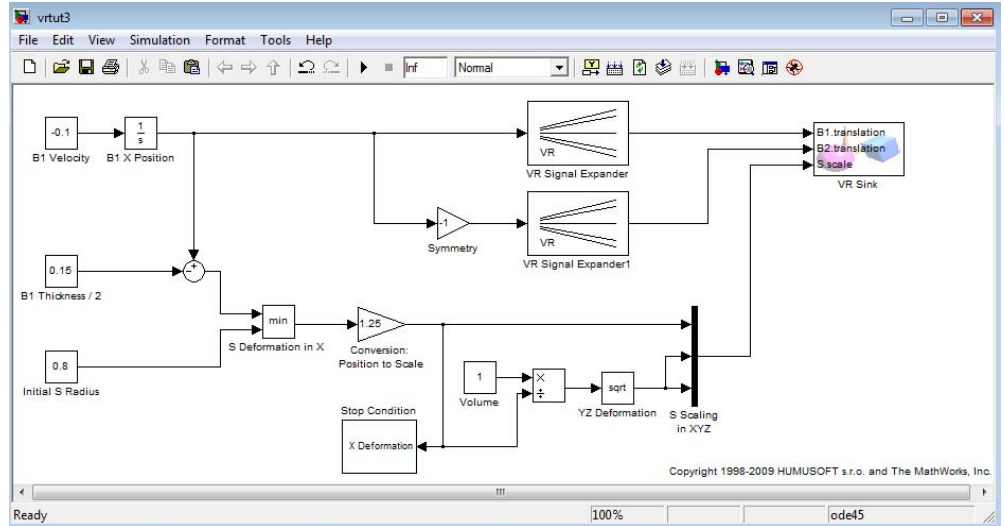 vrtut3
File Edit View Simulation Format Tools Help
Inf Normal
-0.1
B1 Velocity
1
s
B1 X Position
VR
VR Signal Expander
B1.translation
B2.translation
S.scale
VR Sink
-1
Symmetry
VR
VR Signal Expander1
0.15
B1 Thickness / 2
- +
min
S Deformation in X
1.25
Conversion:
Position to Scale
0.8
Initial S Radius
1
Volume
×
÷
sqrt
YZ Deformation
S Scaling
in XYZ
Stop Condition
X Deformation
Copyright 1998-2009 HUMUSOFT s.r.o. and The MathWorks, Inc.
Ready 100% ode45